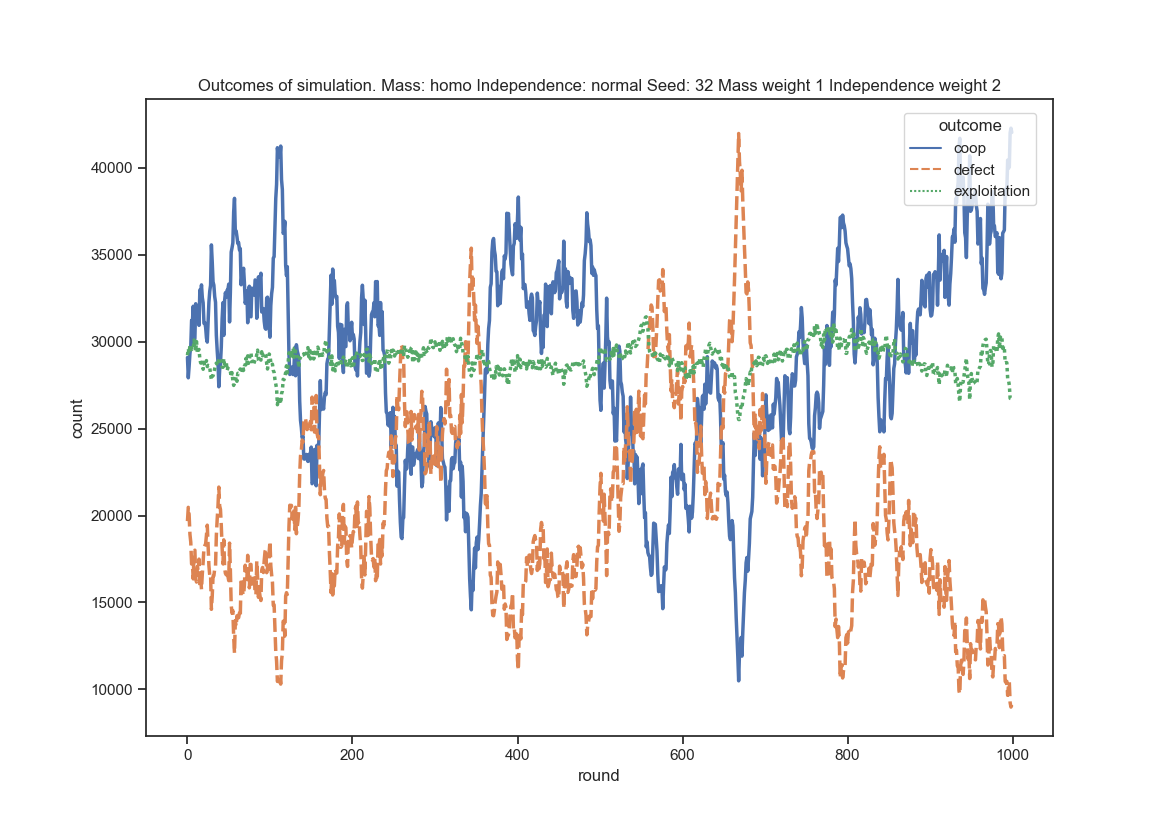 Outcomes of simulation. Mass: homo Independence: normal Seed: 32 Mass weight 1 Independence weight 2
outcome
coop
defect
exploitation
count
40000
35000
30000
25000
20000
15000
10000
0 200 400 600 800 1000
round